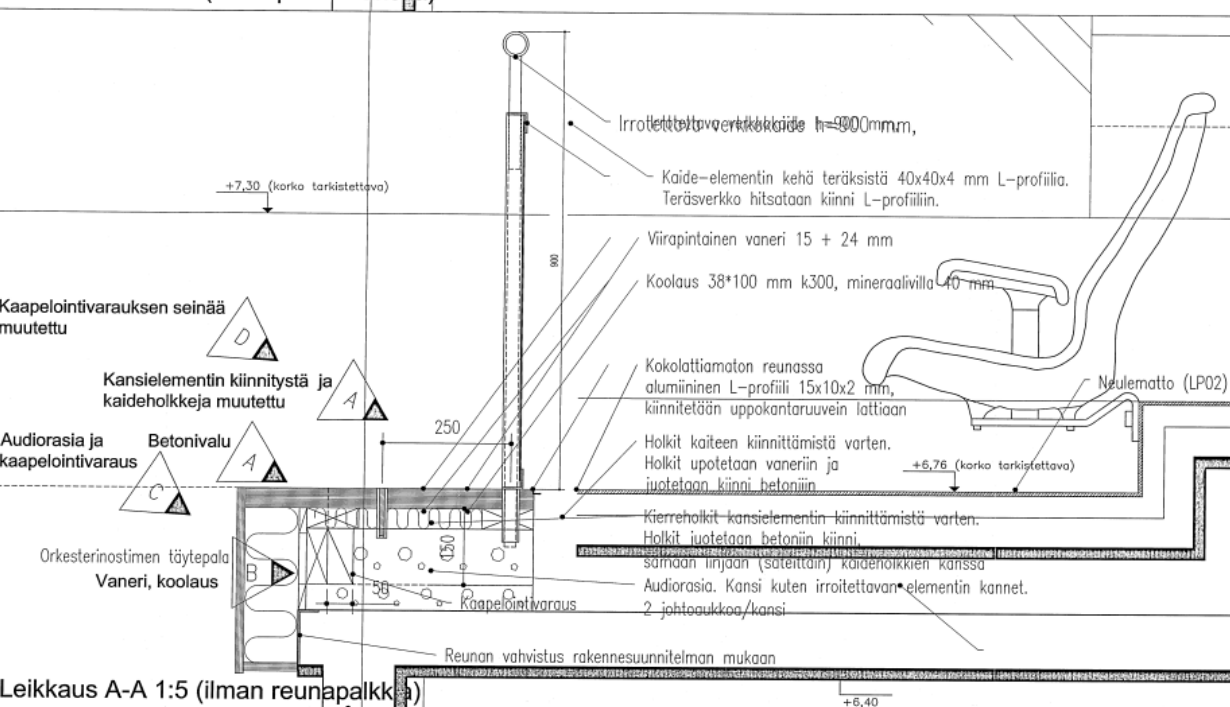 Irrotettava verkkokaide h=900 mm,
Kaide-elementin kehä teräksistä 40x40x4 mm L-profiilia.
Teräsverkko hitsataan kiinni L-profiiliin.
+7,30 (korko tarkistettava)
Viirapintainen vaneri 15 + 24 mm
900
Koolaus 38*100 mm k300, mineraalivilla 40 mm
Kaapelointivarauksen seinää
muutettu
D
Kansielementin kiinnitystä ja
kaideholkkeja muutettu
A
Kokolattiamaton reunassa
alumiininen L-profiili 15x10x2 mm,
kiinnitetään uppokantaruuvein lattiaan
Neulematto (LP02)
Audiorasia ja
kaapelointivaraus
C
Betonivalu
A
250
Holkit kaiteen kiinnittämistä varten.
Holkit upotetaan vaneriin ja
juotetaan kiinni betoniin
+6,76 (korko tarkistettava)
Kierreholkit kansielementin kiinnittämistä varten.
Holkit juotetaan betoniin kiinni,
samaan linjaan (säteittäin) kaideholkkien kanssa
Orkesterinostimen täytepala
Vaneri, koolaus
B
150
50
Kaapelointivaraus
Audiorasia. Kansi kuten irroitettavan elementin kannet.
2 johtoaukkoa/kansi
Reunan vahvistus rakennesuunnitelman mukaan
Leikkaus A-A 1:5 (ilman reunapalkkia)
+6,40